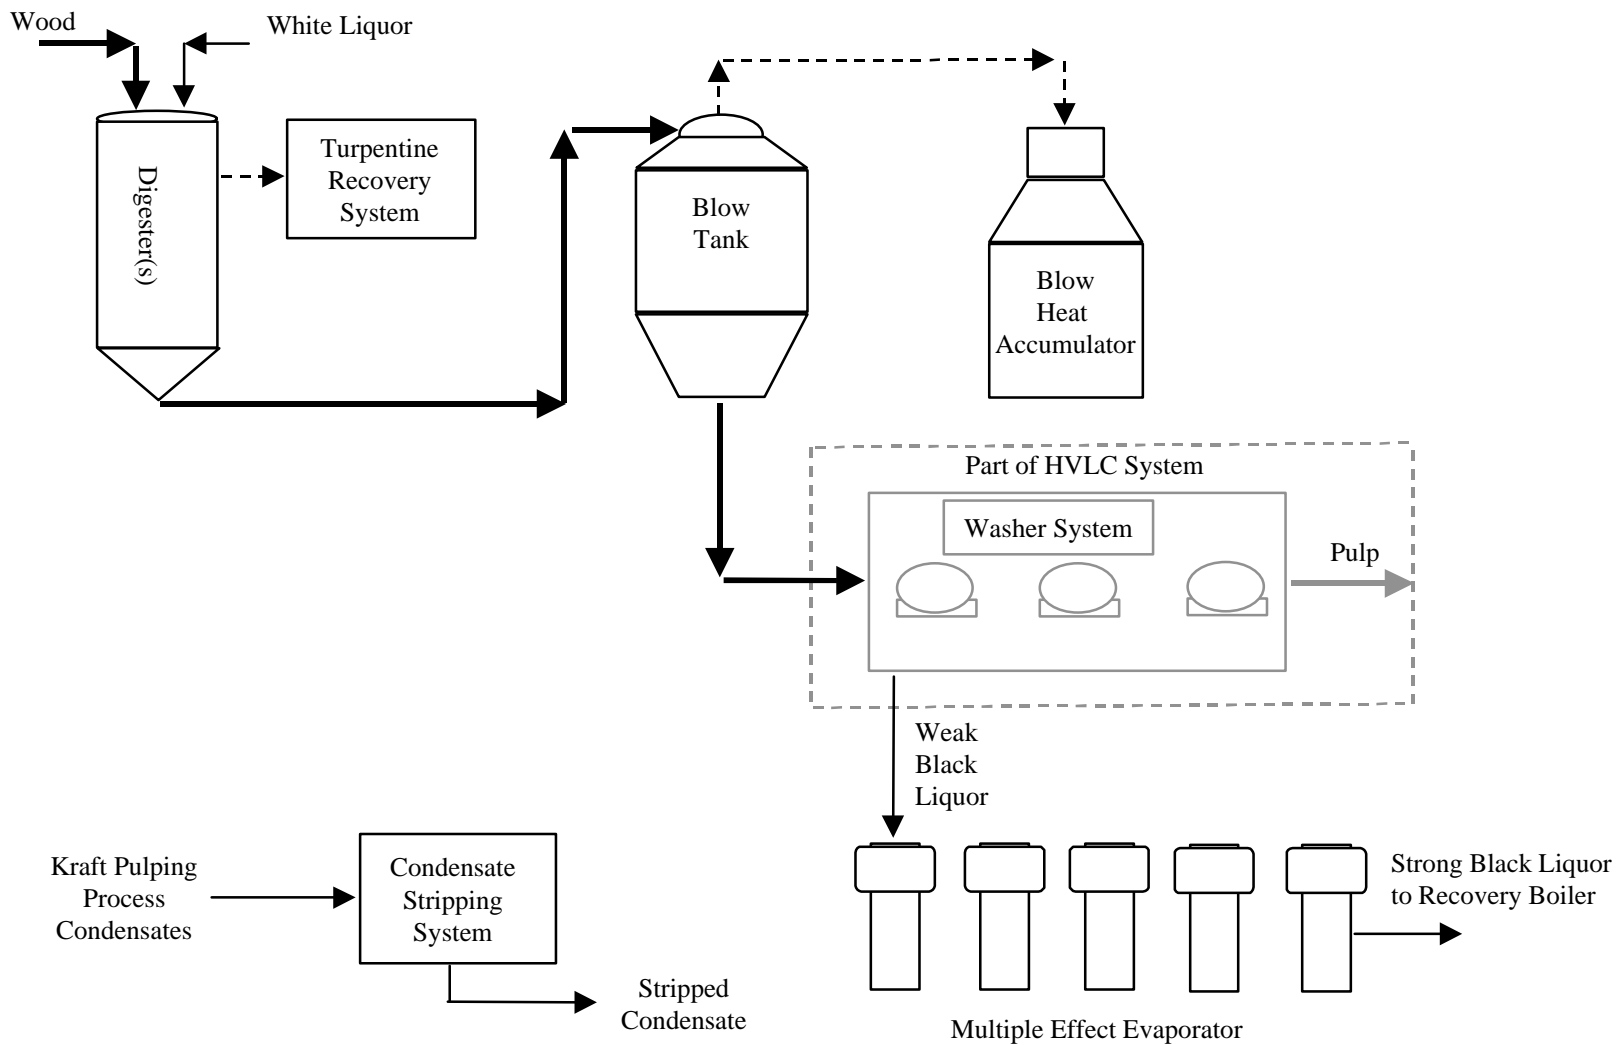 Wood
White Liquor
Digester(s)
Turpentine
Recovery
System
Blow
Tank
Blow
Heat
Accumulator
Part of HVLC System
Washer System
Pulp
Weak
Black
Liquor
Kraft Pulping
Process
Condensates
Condensate
Stripping
System
Stripped
Condensate
Strong Black Liquor
to Recovery Boiler
Multiple Effect Evaporator